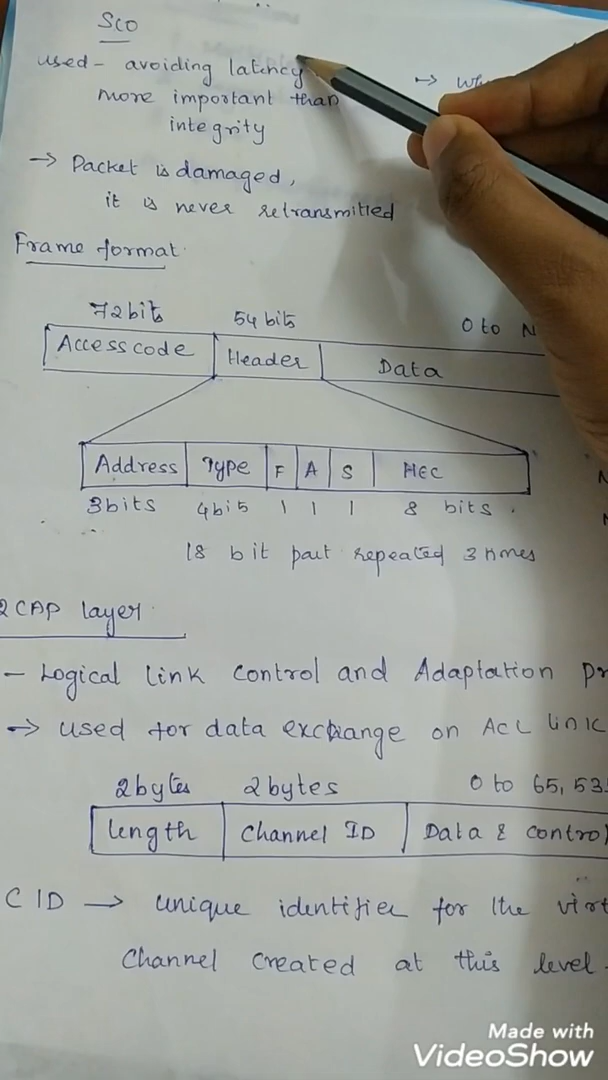 SCO
used - avoiding latency →
more important than
integrity
→ Packet is damaged,
it is never retransmitted
Frame format
72bits 54 bits 0 to N
Access code Header Data
Address Type F A S HEC
3bits 4bit 1 1 1 8 bits.
18 bit part repeated 3 times
2CAP layer
- Logical link Control and Adaptation
→ used for data exchange on ACL link
2bytes 2bytes 0 to 65,53
length Channel ID Data & Control
CID → unique identifier for the
Channel created at this level.
Made with
VideoShow